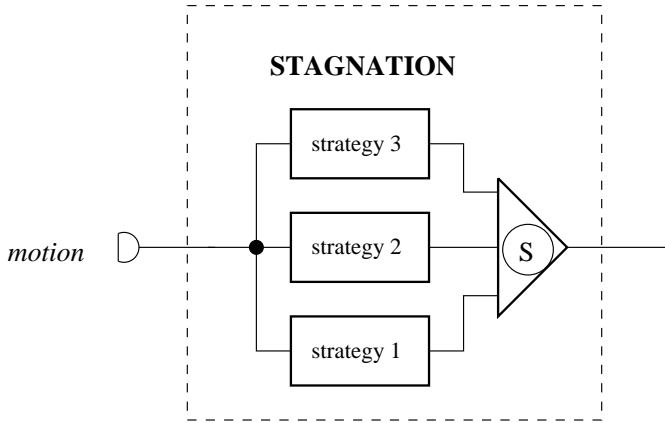 STAGNATION
strategy 3
motion
strategy 2
S
strategy 1